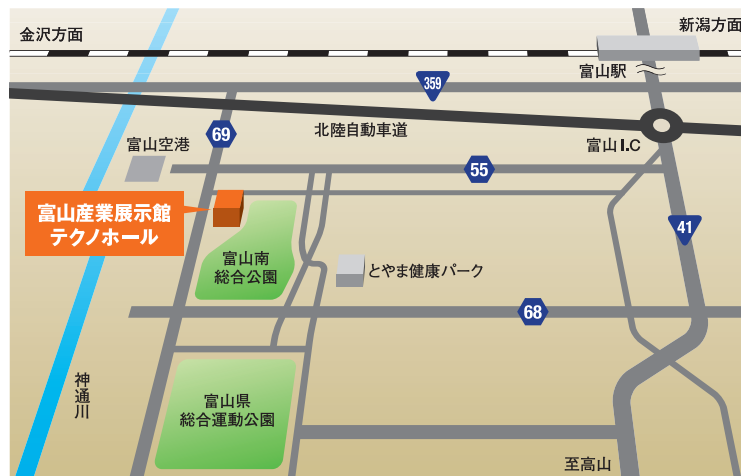 金沢方面
新潟方面
富山駅
359
北陸自動車道
69
富山空港
富山I.C
55
富山産業展示館
テクノホール
41
富山南
総合公園
とやま健康パーク
68
神通川
富山県
総合運動公園
至高山